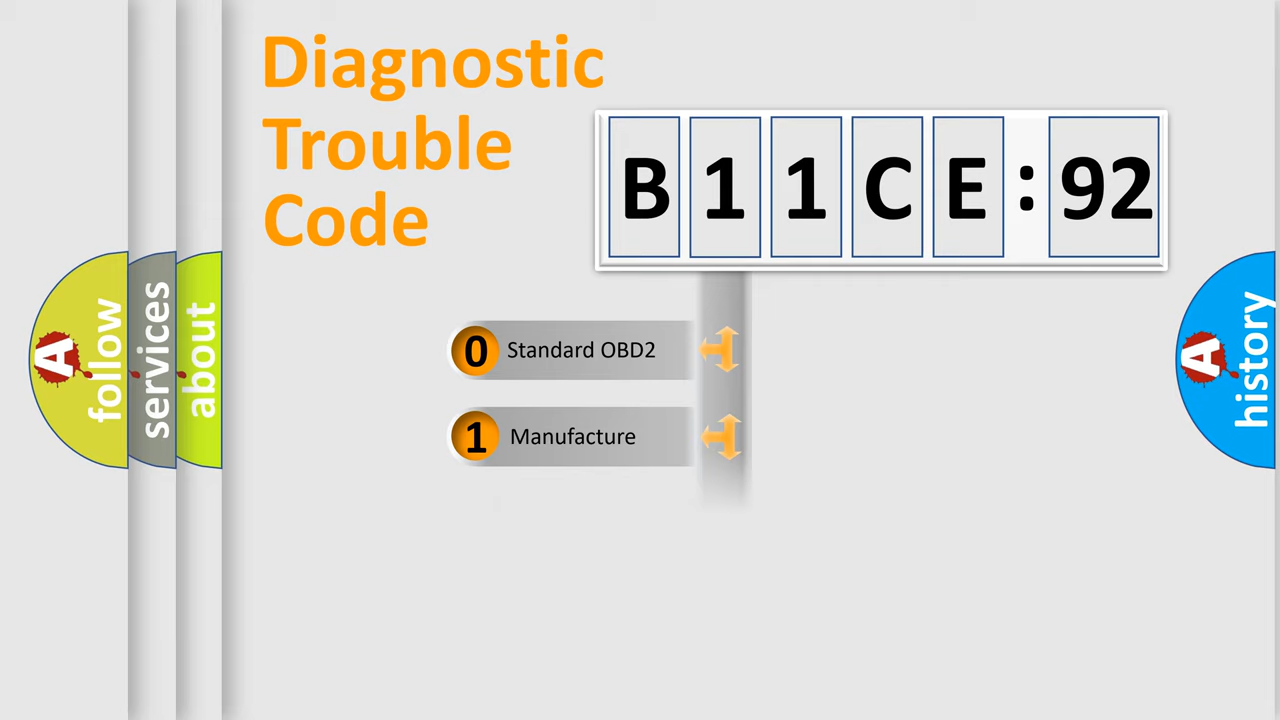 Diagnostic
Trouble
Code
B 1 1 C E : 92
0 Standard OBD2
1 Manufacture
A follow
services
about
A history